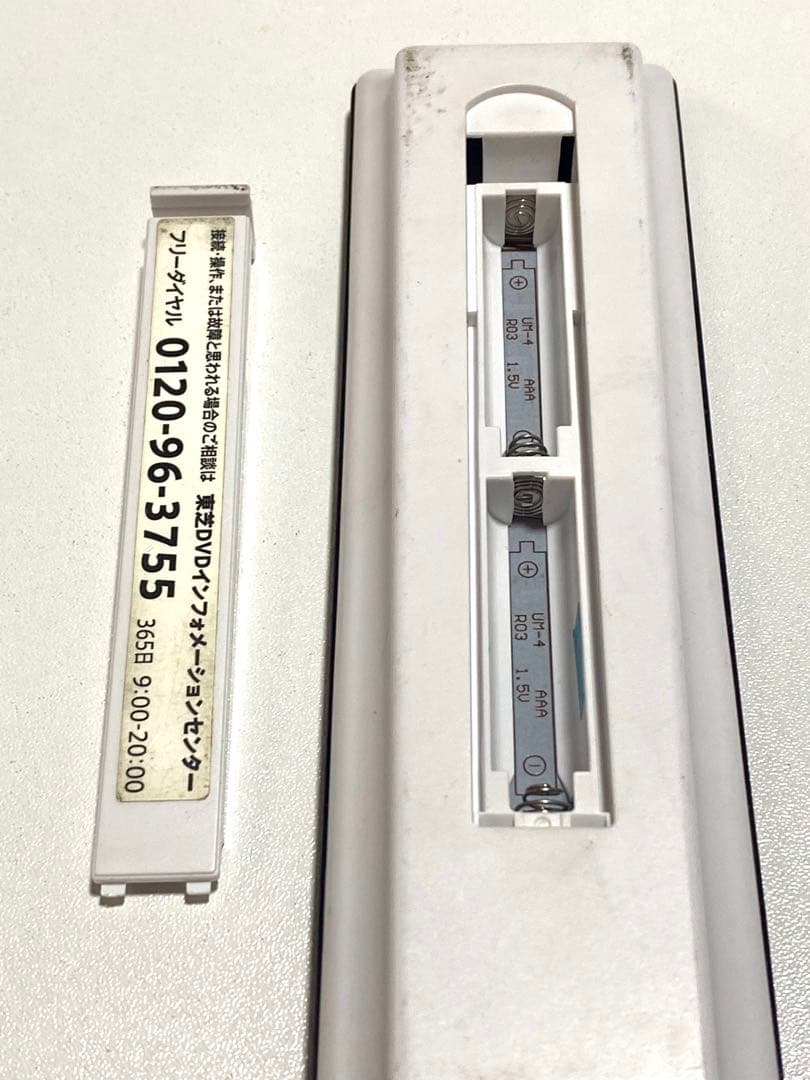 接続・操作、または故障と思われる場合のご相談は 東芝DVDインフォメーションセンター
フリーダイヤル 0120-96-3755 365日 9:00-20:00
+
UM-4 AAA
R03 1.5V
+
UM-4 AAA
R03 1.5V
-